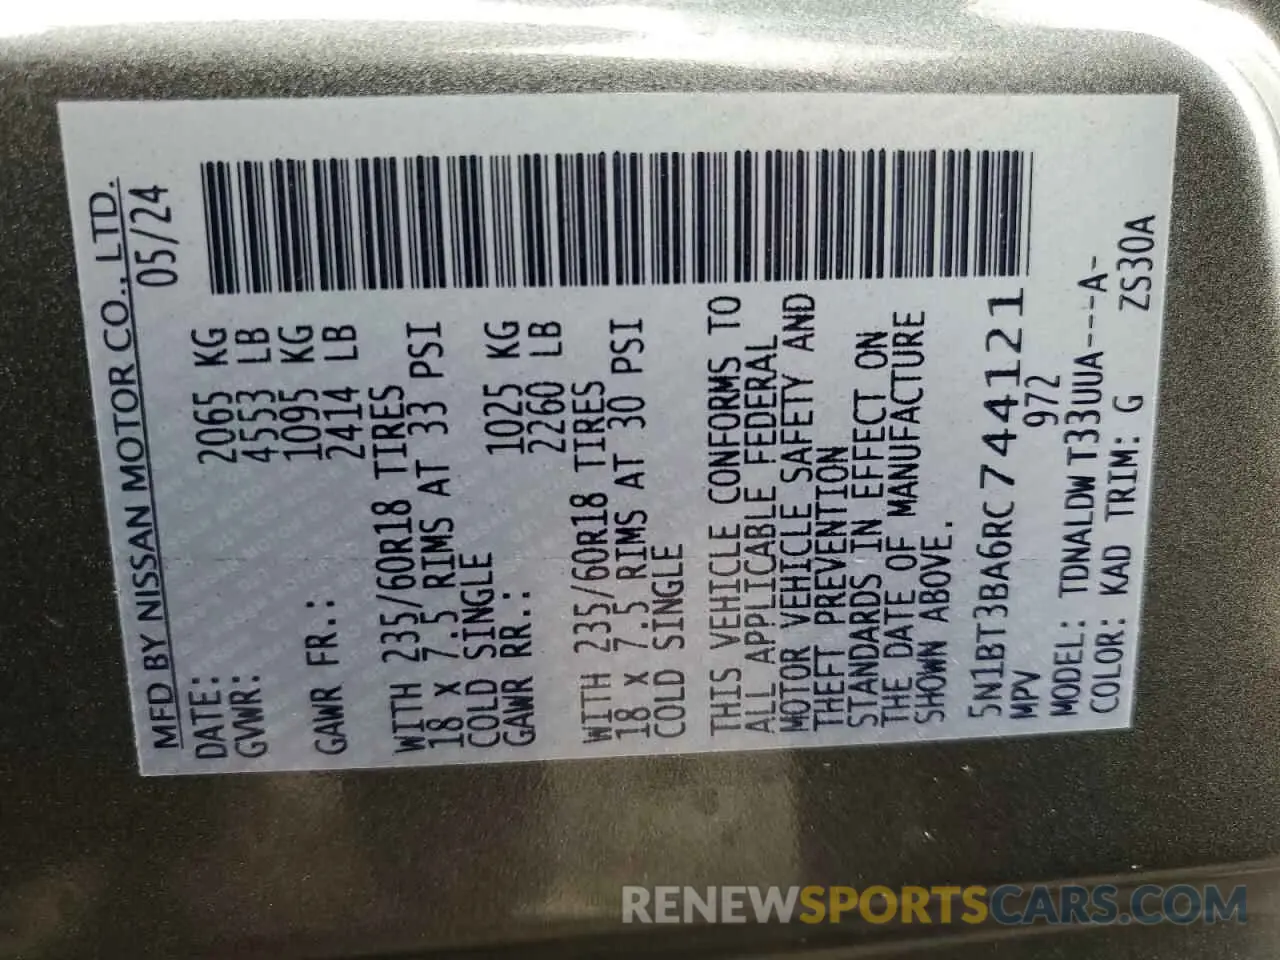 MFD BY NISSAN MOTOR CO., LTD.
DATE: 05/24
GVWR: 2065 KG
4553 LB
GAWR FR.: 1095 KG
2414 LB
WITH 235/60R18 TIRES
18 X 7.5 RIMS AT 33 PSI
COLD SINGLE
GAWR RR.: 1025 KG
2260 LB
WITH 235/60R18 TIRES
18 X 7.5 RIMS AT 30 PSI
COLD SINGLE
THIS VEHICLE CONFORMS TO
ALL APPLICABLE FEDERAL
MOTOR VEHICLE SAFETY AND
THEFT PREVENTION
STANDARDS IN EFFECT ON
THE DATE OF MANUFACTURE
SHOWN ABOVE.
5N1BT3BA6RC744121
MPV 972
MODEL: TDNALDW T33UUA---A-
COLOR: KAD TRIM: G ZS30A
RENEWSPORTSCARS.COM